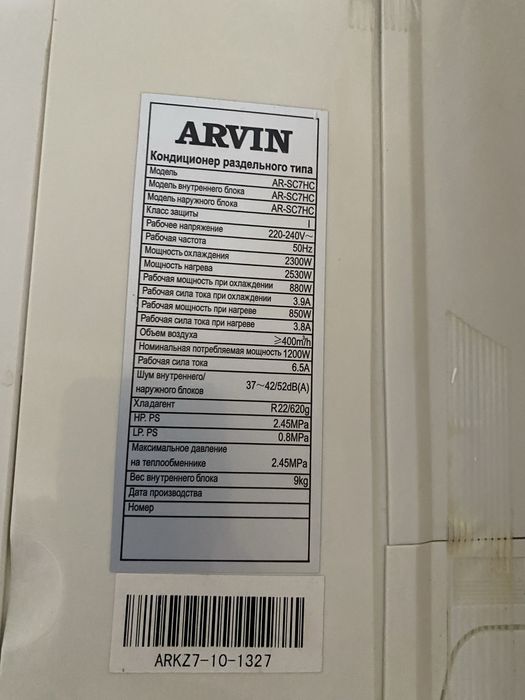 ARVIN
Кондиционер раздельного типа
Модель AR-SC7HC
Модель внутреннего блока AR-SC7HC
Модель наружного блока AR-SC7HC
Класс защиты I
Рабочее напряжение 220-240V~
Рабочая частота 50Hz
Мощность охлаждения 2300W
Мощность нагрева 2530W
Рабочая мощность при охлаждении 880W
Рабочая сила тока при охлаждении 3.9A
Рабочая мощность при нагреве 850W
Рабочая сила тока при нагреве 3.8A
Объем воздуха ≥400m³/h
Номинальная потребляемая мощность 1200W
Рабочая сила тока 6.5A
Шум внутреннего/
наружного блоков 37~42/52dB(A)
Хладагент R22/620g
HP. PS 2.45MPa
LP. PS 0.8MPa
Максимальное давление
на теплообменнике 2.45MPa
Вес внутреннего блока 9kg
Дата производства
Номер
ARKZ7-10-1327